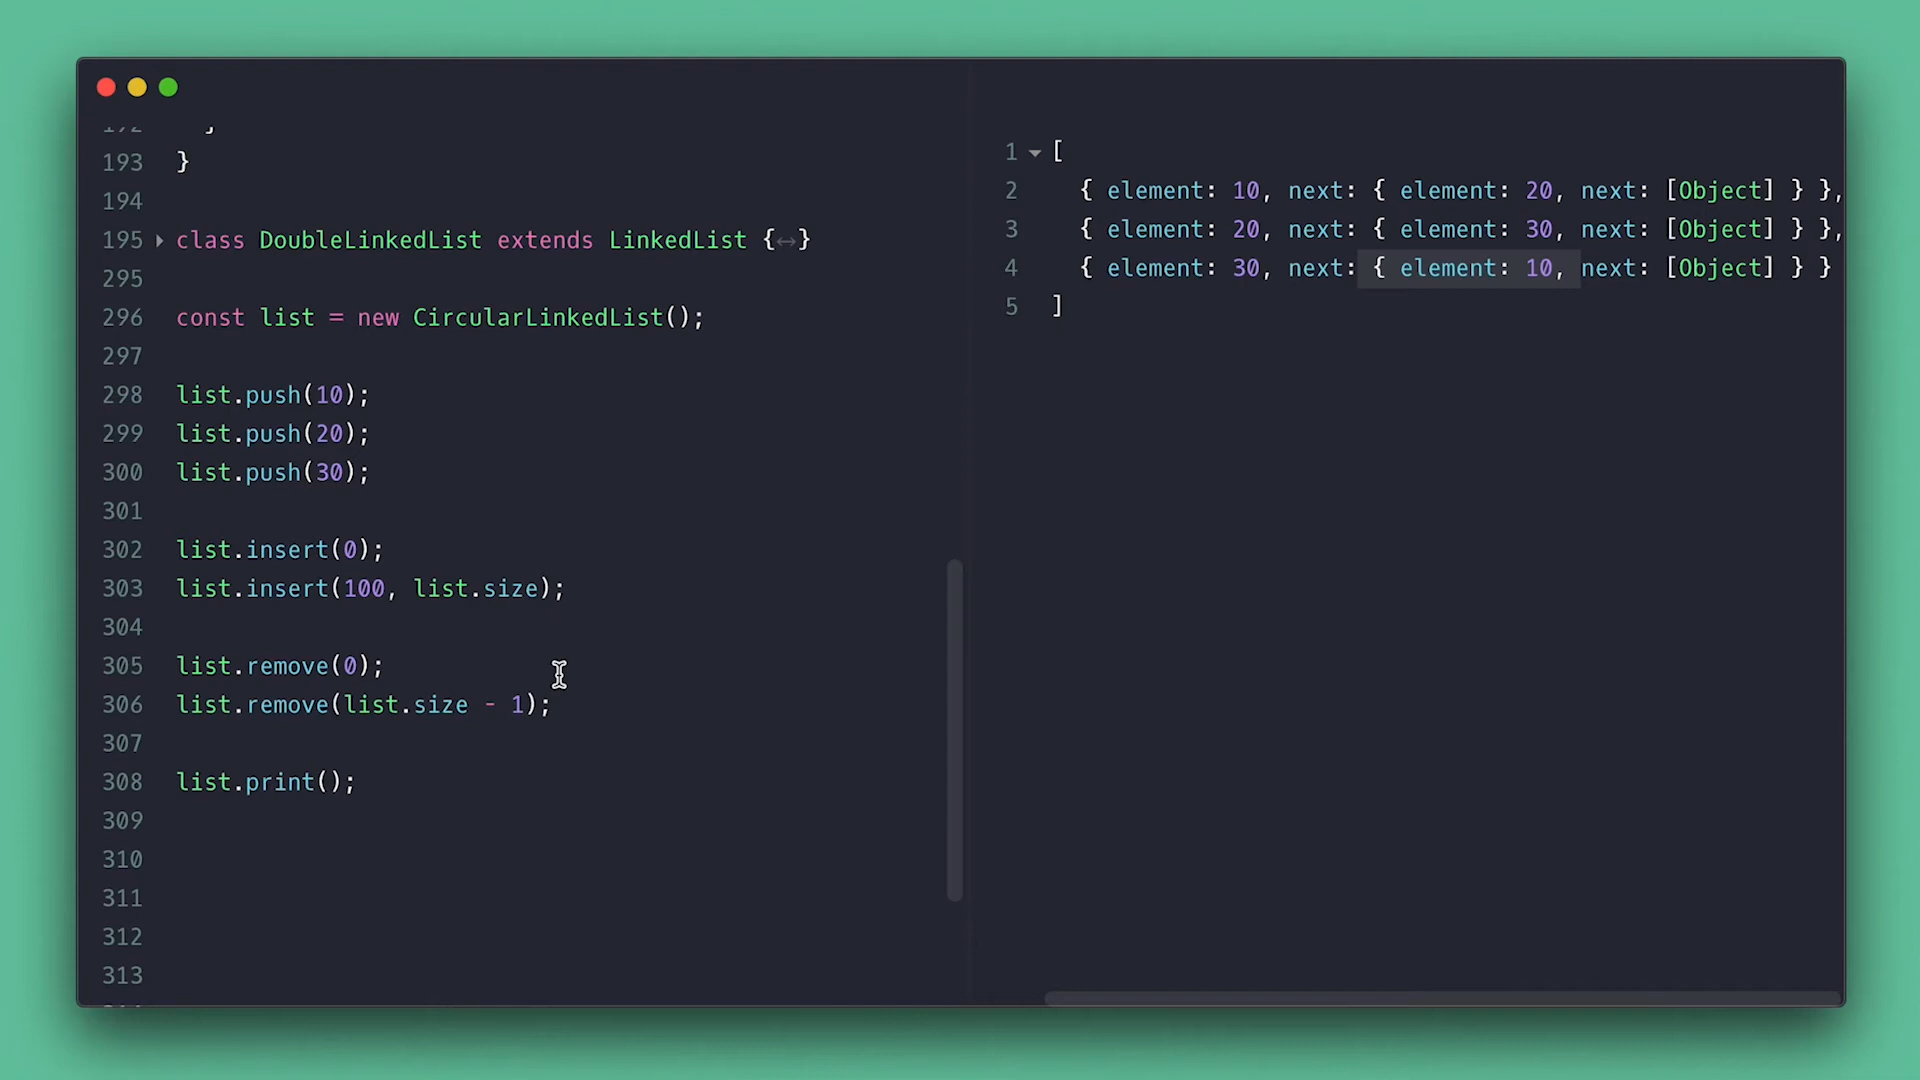 193 }
194
195 class DoubleLinkedList extends LinkedList {↔}
295
296 const list = new CircularLinkedList();
297
298 list.push(10);
299 list.push(20);
300 list.push(30);
301
302 list.insert(0);
303 list.insert(100, list.size);
304
305 list.remove(0);
306 list.remove(list.size - 1);
307
308 list.print();
309
310
311
312
313
1 [
2 { element: 10, next: { element: 20, next: [Object] } },
3 { element: 20, next: { element: 30, next: [Object] } },
4 { element: 30, next: { element: 10, next: [Object] } }
5 ]